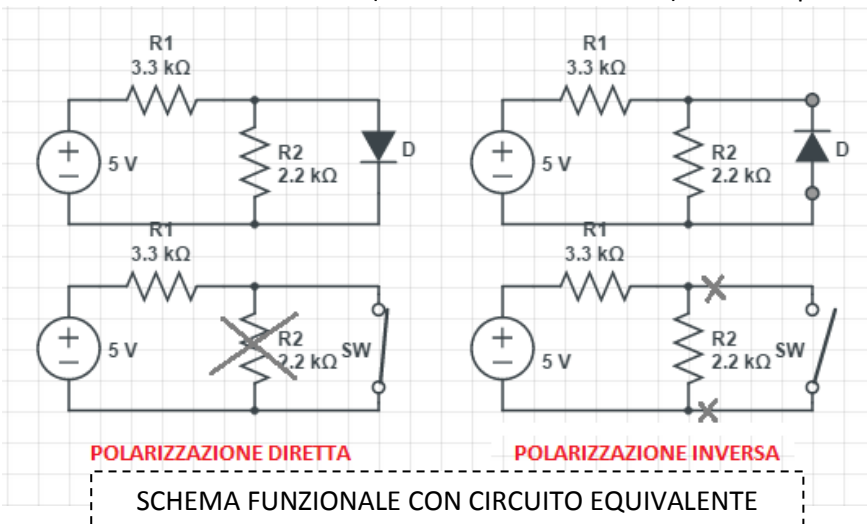 R1
3.3 kΩ
R1
3.3 kΩ
+
5 V
R2
2.2 kΩ
D
+
5 V
R2
2.2 kΩ
D
R1
3.3 kΩ
R1
3.3 kΩ
+
5 V
R2
2.2 kΩ
SW
+
5 V
R2
2.2 kΩ
SW
POLARIZZAZIONE DIRETTA
POLARIZZAZIONE INVERSA
SCHEMA FUNZIONALE CON CIRCUITO EQUIVALENTE